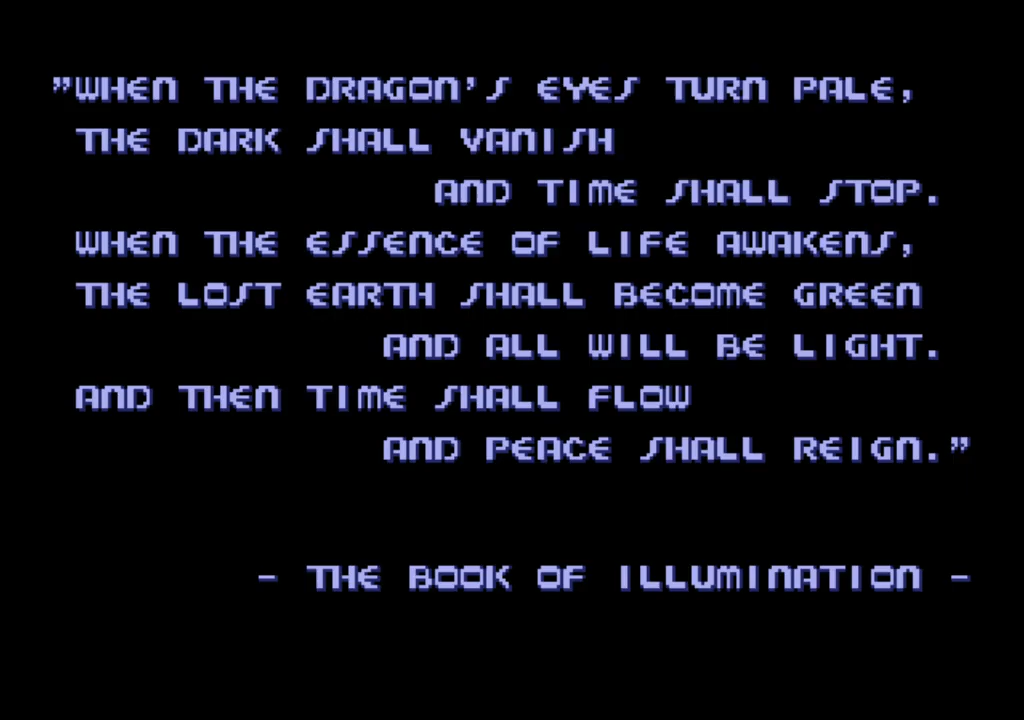 "WHEN THE DRAGON'S EYES TURN PALE,
THE DARK SHALL VANISH
AND TIME SHALL STOP.
WHEN THE ESSENCE OF LIFE AWAKENS,
THE LOST EARTH SHALL BECOME GREEN
AND ALL WILL BE LIGHT.
AND THEN TIME SHALL FLOW
AND PEACE SHALL REIGN."
- THE BOOK OF ILLUMINATION -